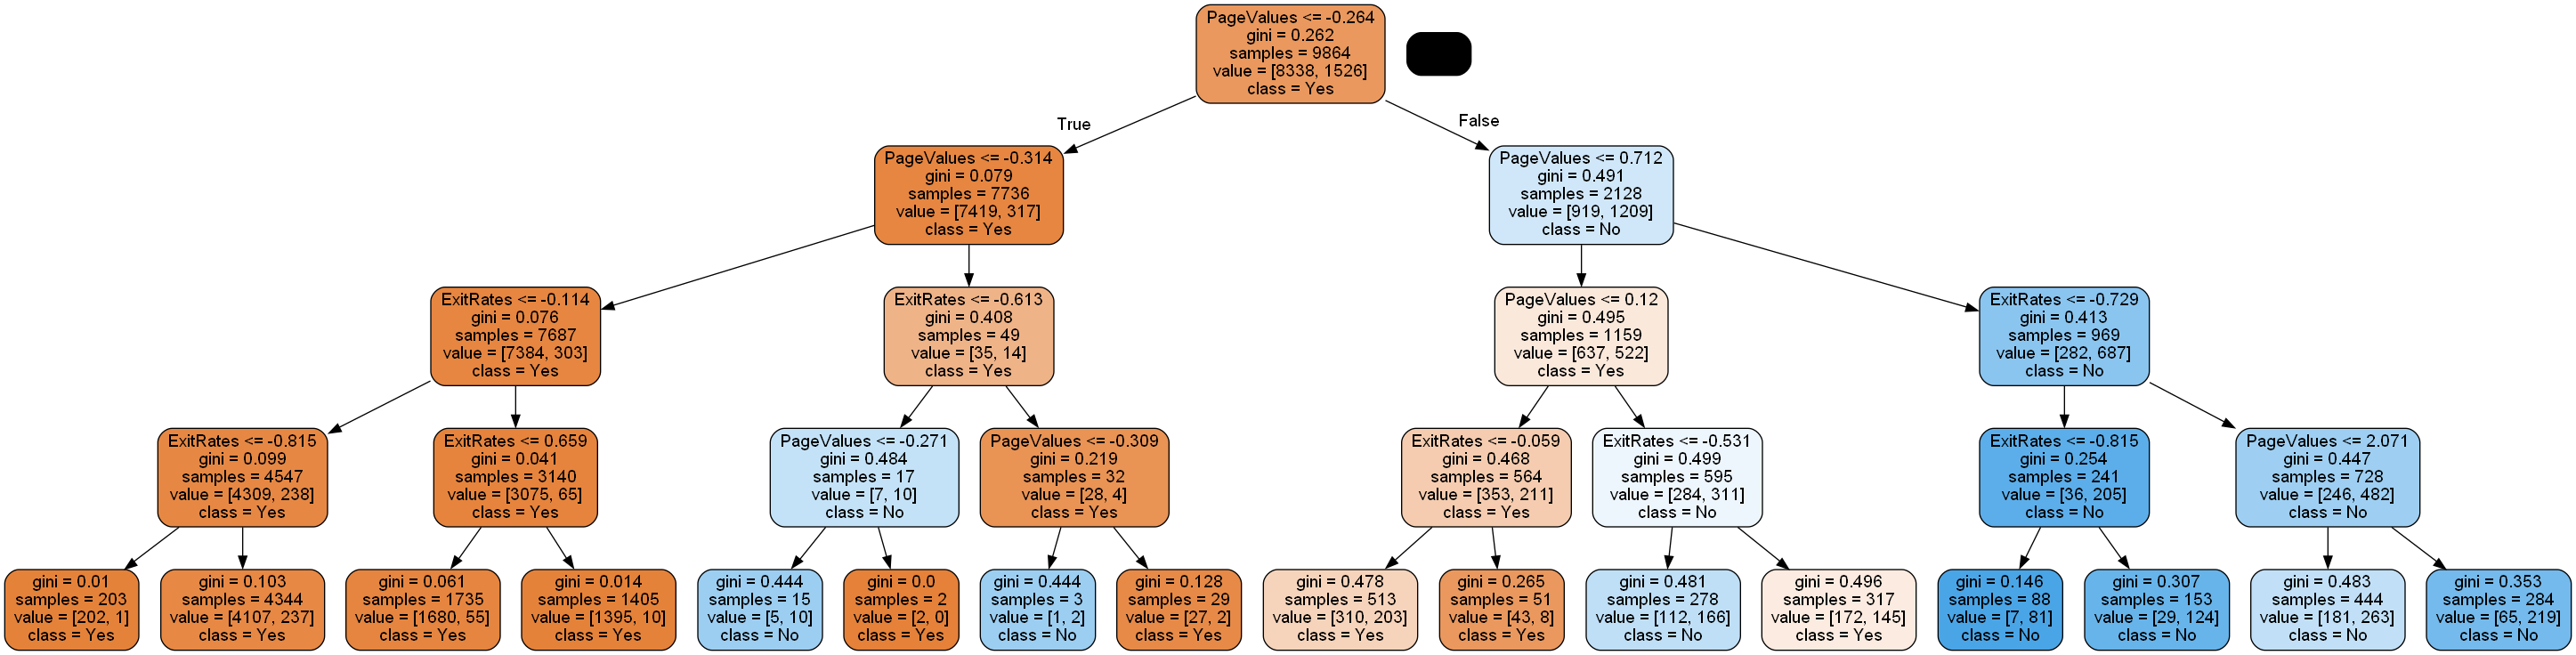 PageValues <= -0.264
gini = 0.262
samples = 9864
value = [8338, 1526]
class = Yes
True
False
PageValues <= -0.314
gini = 0.079
samples = 7736
value = [7419, 317]
class = Yes
PageValues <= 0.712
gini = 0.491
samples = 2128
value = [919, 1209]
class = No
ExitRates <= -0.114
gini = 0.076
samples = 7687
value = [7384, 303]
class = Yes
ExitRates <= -0.613
gini = 0.408
samples = 49
value = [35, 14]
class = Yes
PageValues <= 0.12
gini = 0.495
samples = 1159
value = [637, 522]
class = Yes
ExitRates <= -0.729
gini = 0.413
samples = 969
value = [282, 687]
class = No
ExitRates <= -0.815
gini = 0.099
samples = 4547
value = [4309, 238]
class = Yes
ExitRates <= 0.659
gini = 0.041
samples = 3140
value = [3075, 65]
class = Yes
PageValues <= -0.271
gini = 0.484
samples = 17
value = [7, 10]
class = No
PageValues <= -0.309
gini = 0.219
samples = 32
value = [28, 4]
class = Yes
ExitRates <= -0.059
gini = 0.468
samples = 564
value = [353, 211]
class = Yes
ExitRates <= -0.531
gini = 0.499
samples = 595
value = [284, 311]
class = No
ExitRates <= -0.815
gini = 0.254
samples = 241
value = [36, 205]
class = No
PageValues <= 2.071
gini = 0.447
samples = 728
value = [246, 482]
class = No
gini = 0.01
samples = 203
value = [202, 1]
class = Yes
gini = 0.103
samples = 4344
value = [4107, 237]
class = Yes
gini = 0.061
samples = 1735
value = [1680, 55]
class = Yes
gini = 0.014
samples = 1405
value = [1395, 10]
class = Yes
gini = 0.444
samples = 15
value = [5, 10]
class = No
gini = 0.0
samples = 2
value = [2, 0]
class = Yes
gini = 0.444
samples = 3
value = [1, 2]
class = No
gini = 0.128
samples = 29
value = [27, 2]
class = Yes
gini = 0.478
samples = 513
value = [310, 203]
class = Yes
gini = 0.265
samples = 51
value = [43, 8]
class = Yes
gini = 0.481
samples = 278
value = [112, 166]
class = No
gini = 0.496
samples = 317
value = [172, 145]
class = Yes
gini = 0.146
samples = 88
value = [7, 81]
class = No
gini = 0.307
samples = 153
value = [29, 124]
class = No
gini = 0.483
samples = 444
value = [181, 263]
class = No
gini = 0.353
samples = 284
value = [65, 219]
class = No